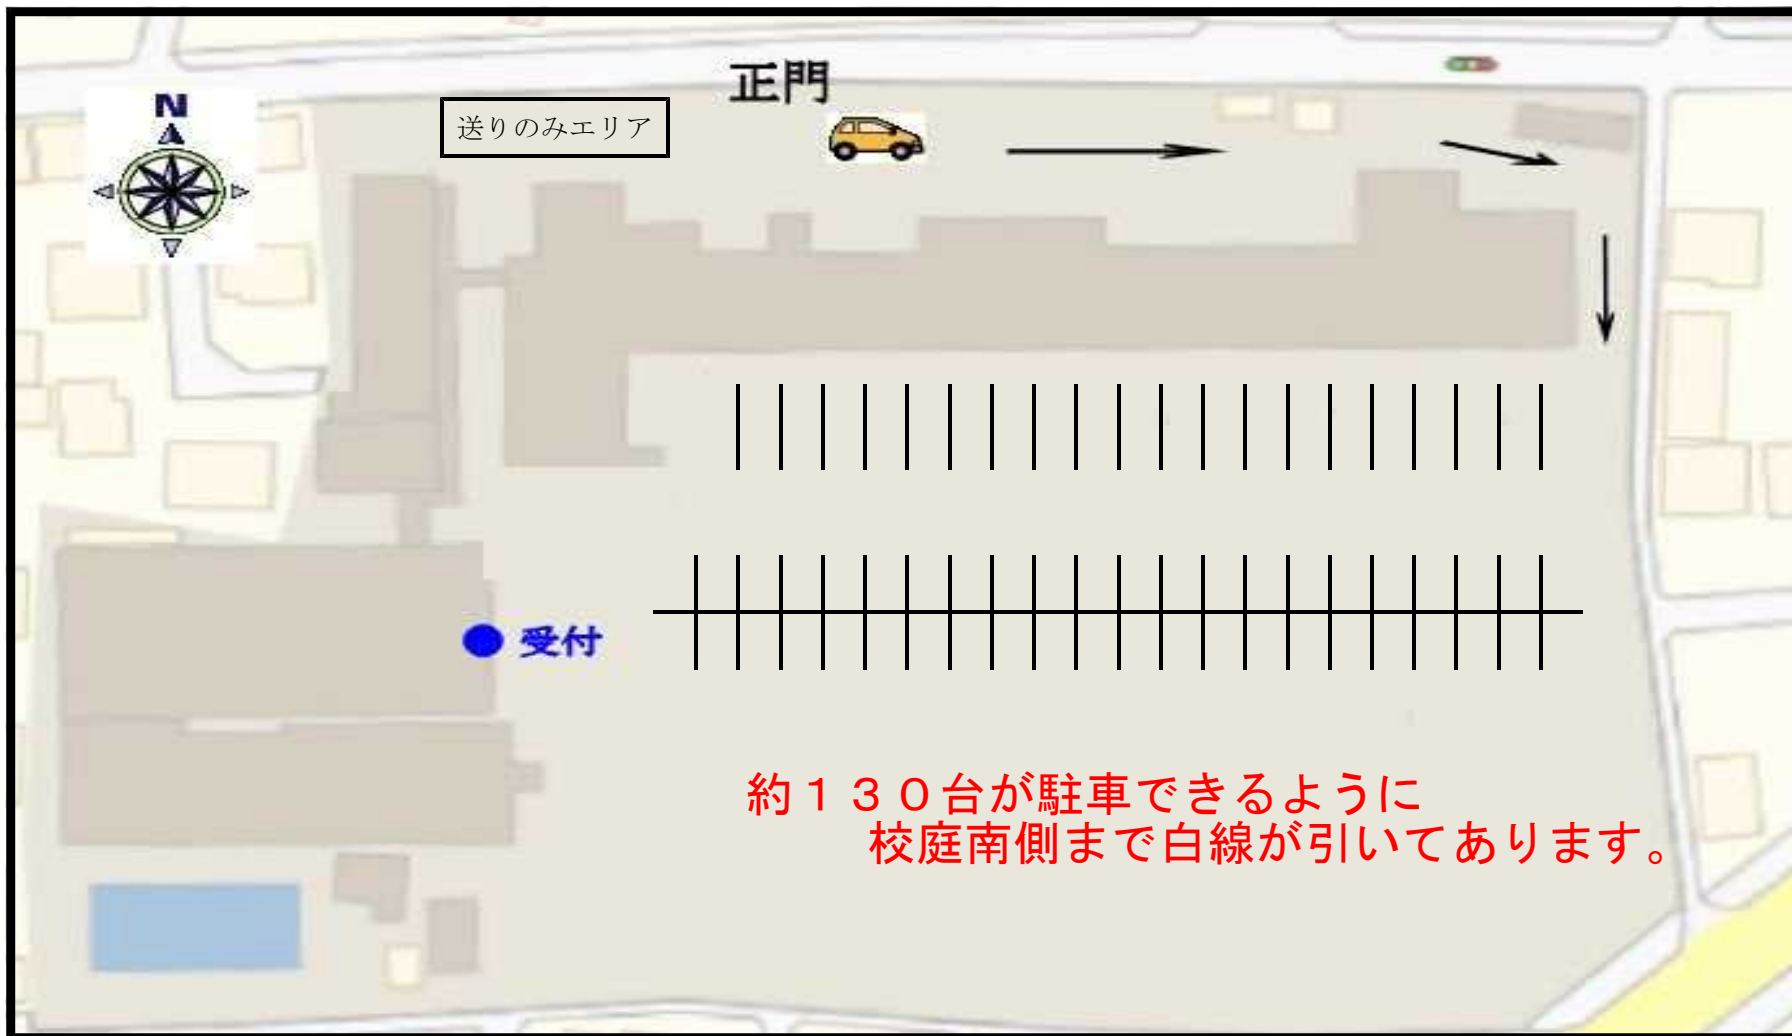 正門
N
送りのみエリア
受付
約130台が駐車できるように
校庭南側まで白線が引いてあります。